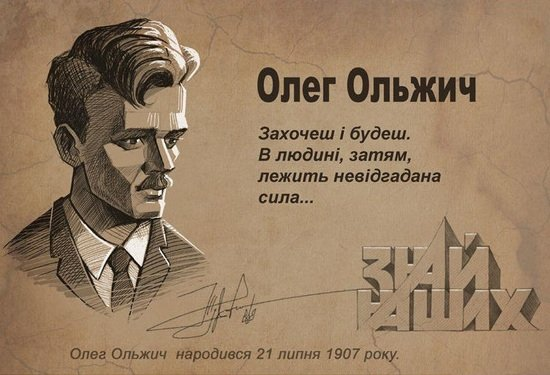 Олег Ольжич
Захочеш і будеш.
В людині, затям,
лежить невідгадана
сила...
ЗНАЙ
НАШИХ
Олег Ольжич народився 21 липня 1907 року.